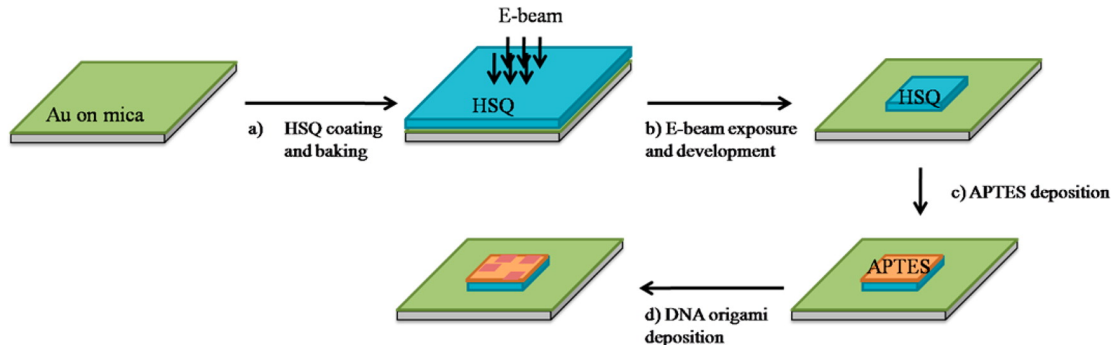 E-beam
Au on mica
HSQ
HSQ
a) HSQ coating
and baking
b) E-beam exposure
and development
c) APTES deposition
APTES
d) DNA origami
deposition